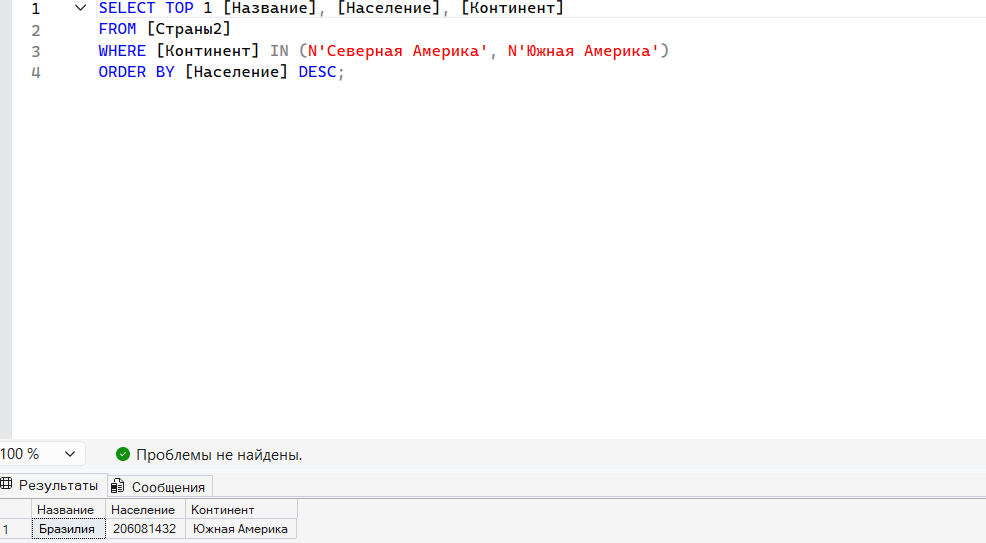 1 SELECT TOP 1 [Название], [Население], [Континент]
2 FROM [Страны2]
3 WHERE [Континент] IN (N'Северная Америка', N'Южная Америка')
4 ORDER BY [Население] DESC;
100 % Проблемы не найдены.
Результаты Сообщения
Название Население Континент
1 Бразилия 206081432 Южная Америка